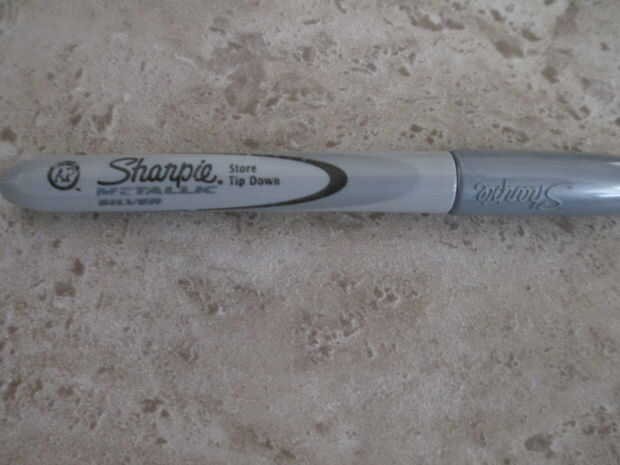 Sharpie.
METALLIC
SILVER
Store
Tip Down
Sharpie